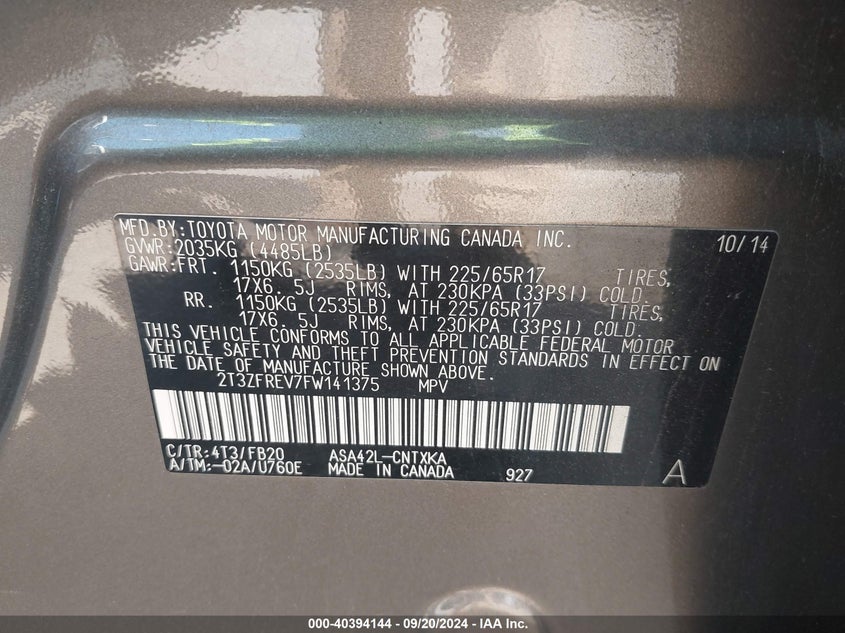 MFD.BY:TOYOTA MOTOR MANUFACTURING CANADA INC. 10/14
GVWR:2035KG (4485LB)
GAWR:FRT. 1150KG (2535LB) WITH 225/65R17 TIRES,
17X6.5J RIMS, AT 230KPA (33PSI) COLD.
RR. 1150KG (2535LB) WITH 225/65R17 TIRES,
17X6.5J RIMS, AT 230KPA (33PSI) COLD.
THIS VEHICLE CONFORMS TO ALL APPLICABLE FEDERAL MOTOR
VEHICLE SAFETY AND THEFT PREVENTION STANDARDS IN EFFECT ON
THE DATE OF MANUFACTURE SHOWN ABOVE.
2T3ZFREV7FW141375 MPV
C/TR:4T3/FB20 ASA42L-CNTXKA
A/TM:-02A/U760E MADE IN CANADA 927 A
000-40394144 - 09/20/2024 - IAA Inc.